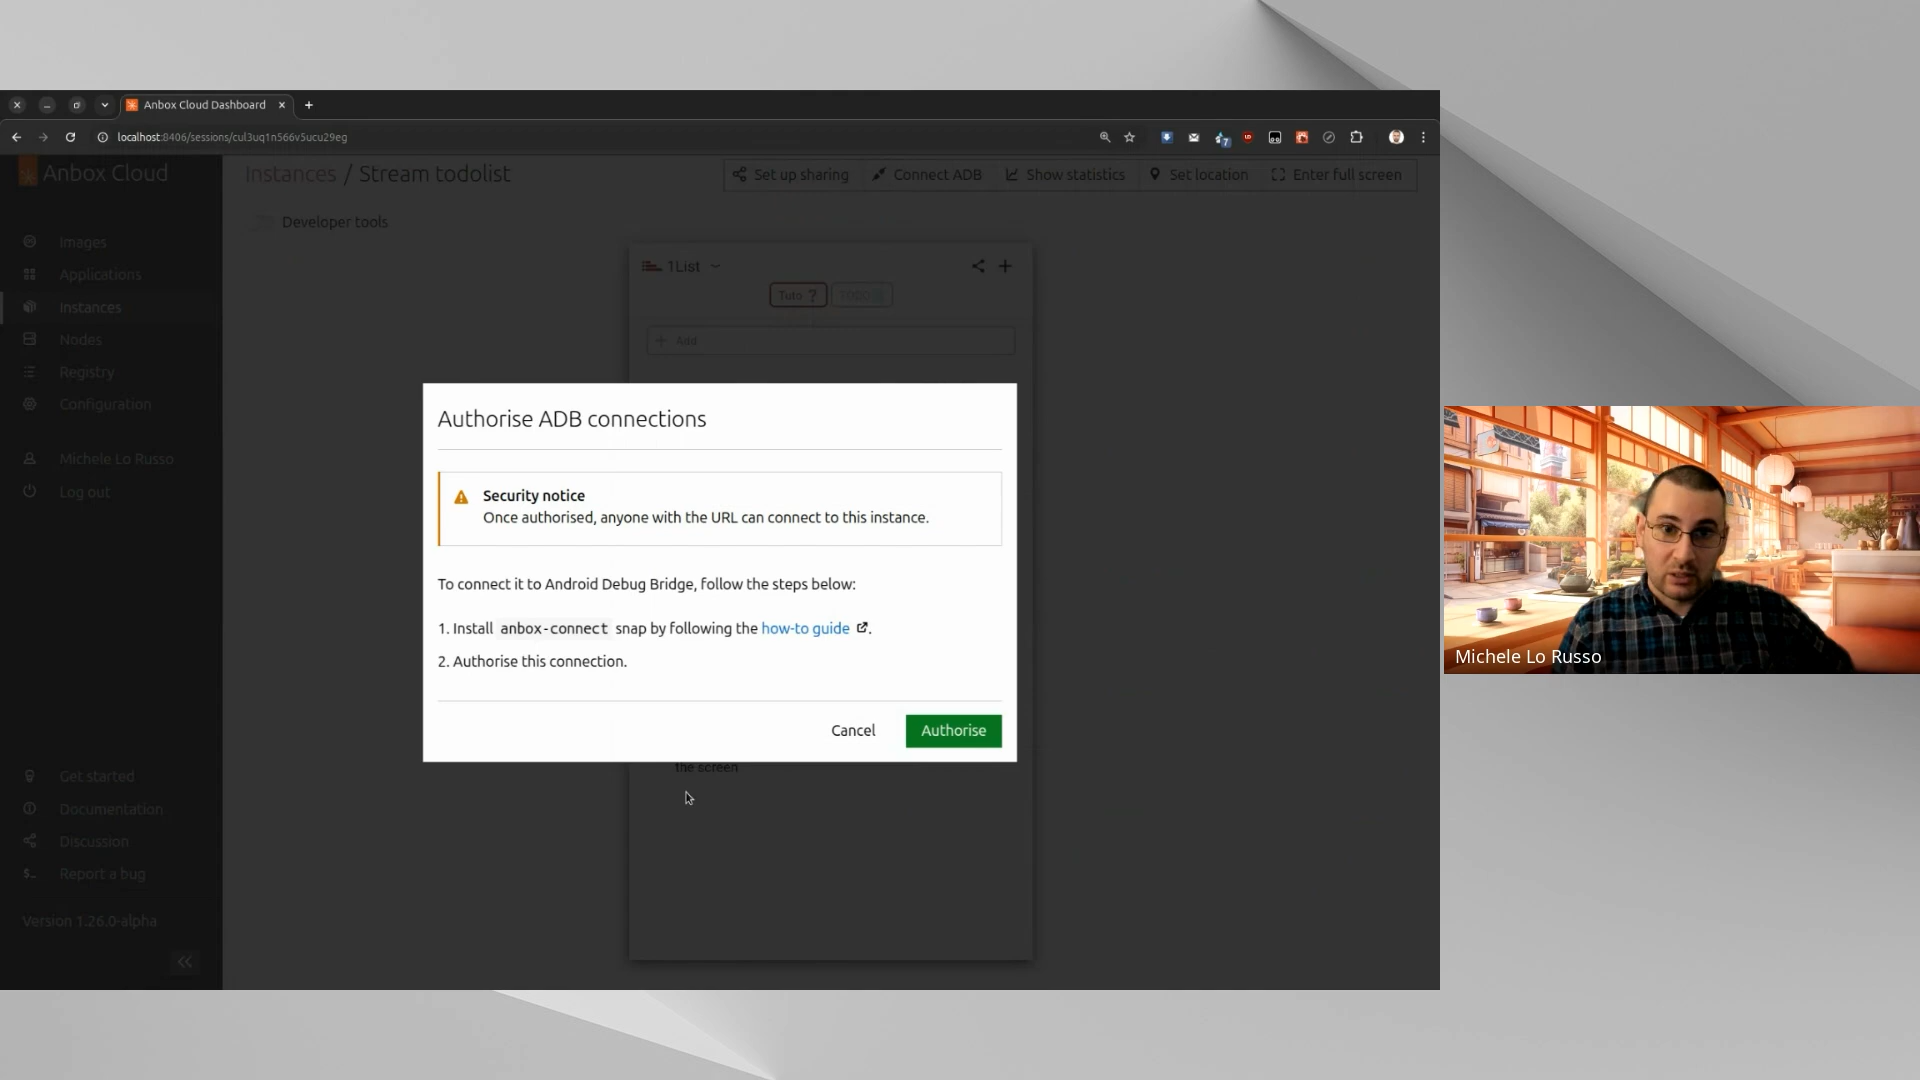 Anbox Cloud Dashboard
localhost:8406/sessions/cul3uq1n566v5ucu29eg
Anbox Cloud
Instances / Stream todolist
Set up sharing
Connect ADB
Show statistics
Set location
Enter full screen
Developer tools
Images
Applications
Instances
Nodes
Registry
Configuration
Michele Lo Russo
Log out
1List
Tuto ?
TODO
+ Add
Authorise ADB connections
Security notice
Once authorised, anyone with the URL can connect to this instance.
To connect it to Android Debug Bridge, follow the steps below:
1. Install anbox-connect snap by following the how-to guide.
2. Authorise this connection.
Cancel
Authorise
the screen
Get started
Documentation
Discussion
Report a bug
Version 1.26.0-alpha
Michele Lo Russo